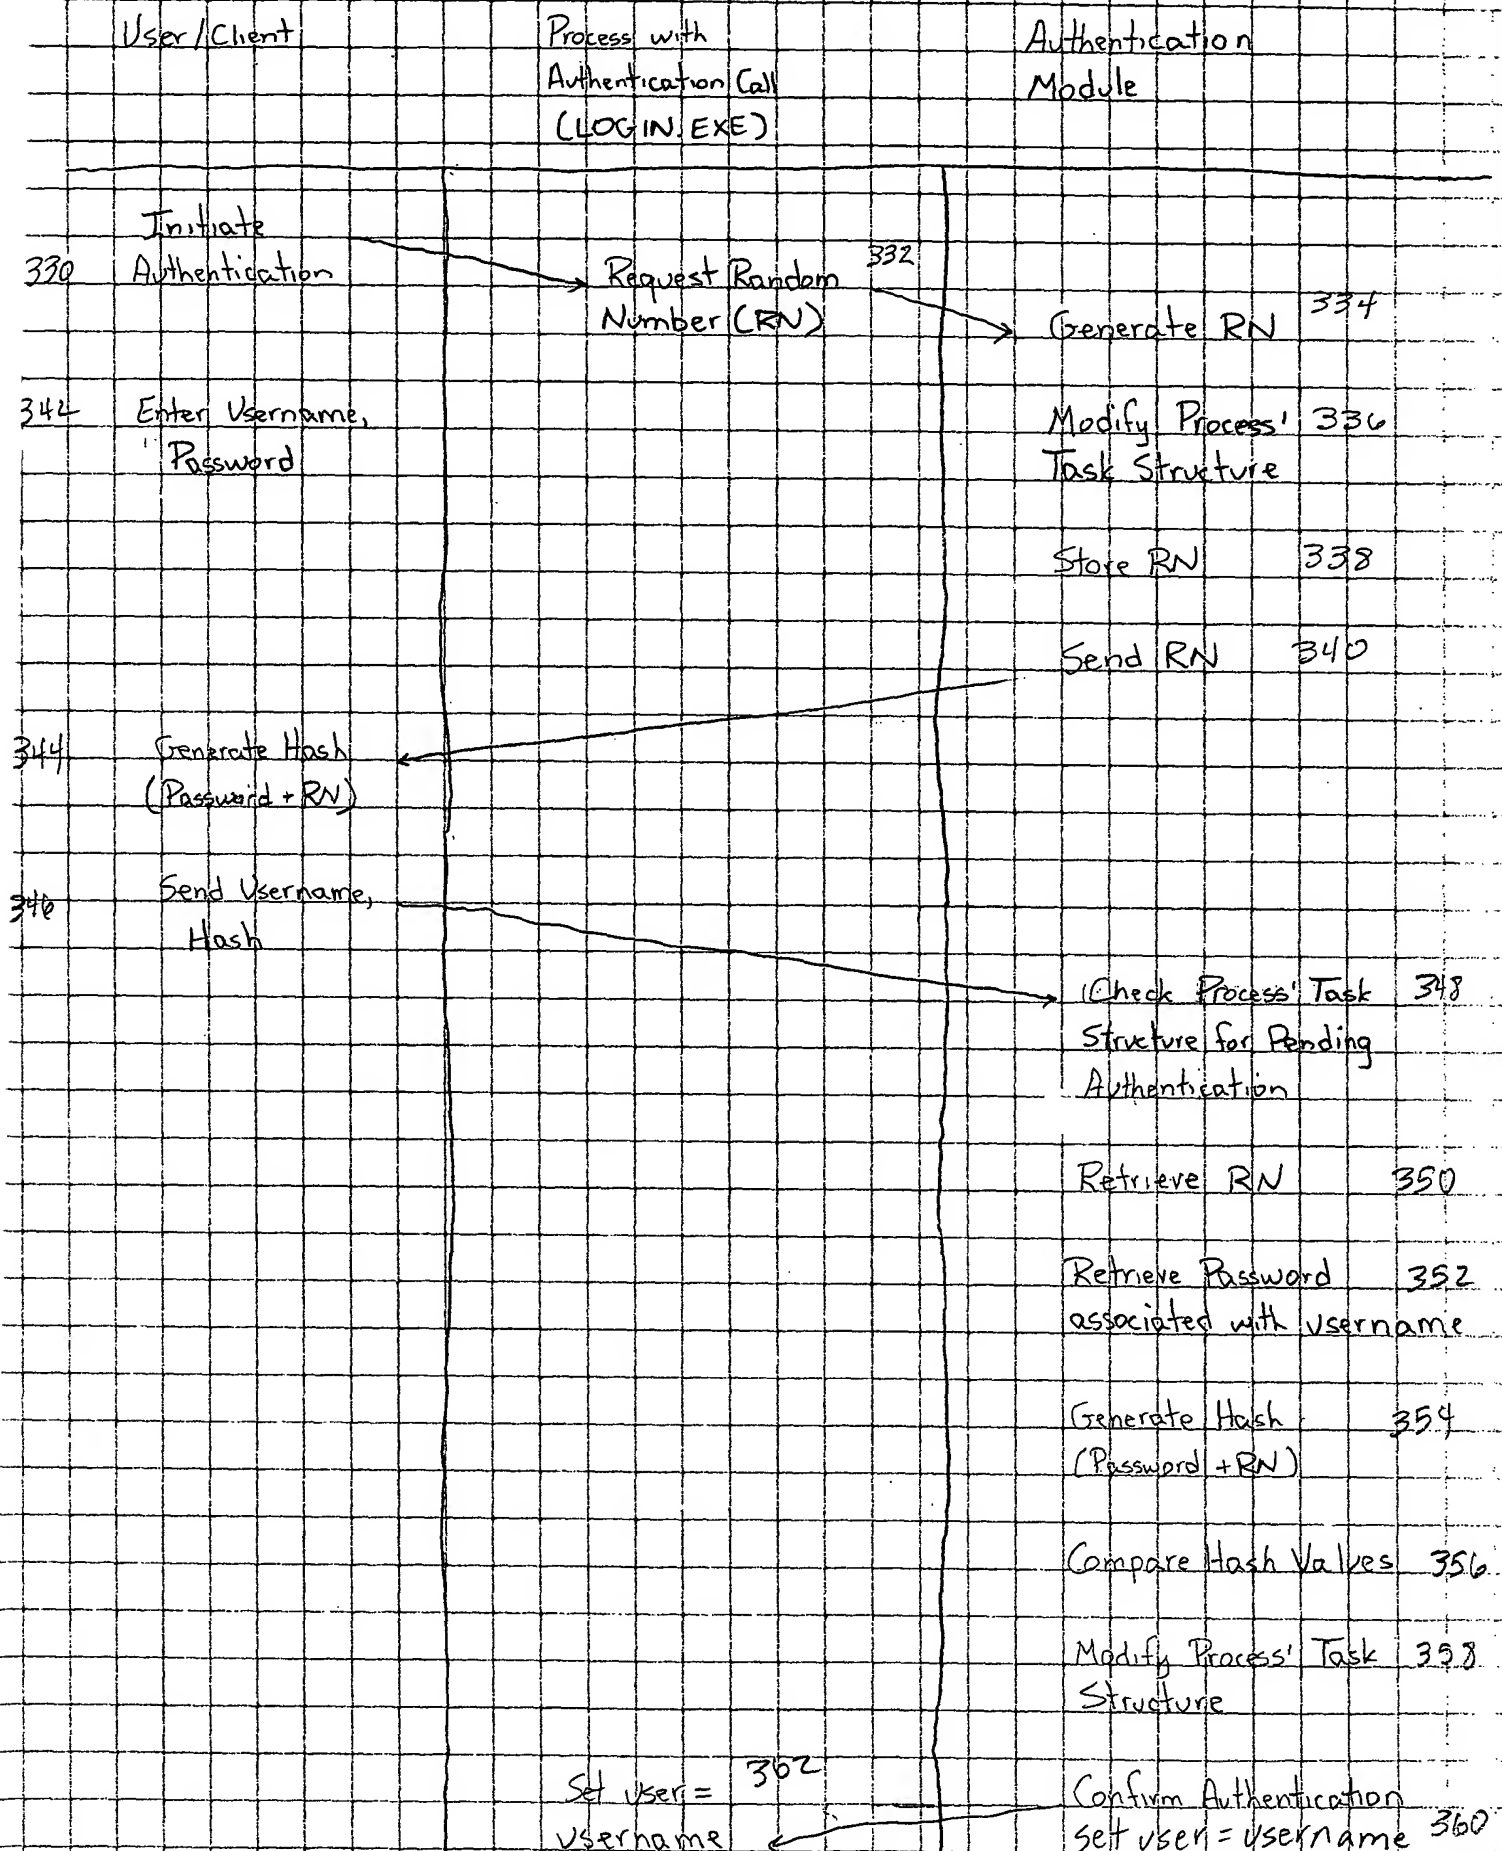 User/Client
Process with
Authentication Call
(LOGIN.EXE)
Authentication
Module
Initiate
330 Authentication
Request Random 332
Number (RN)
Generate RN 334
342 Enter Username,
Password
Modify Process' 336
Task Structure
Store RN 338
Send RN 340
344 Generate Hash
(Password + RN)
346 Send Username,
Hash
Check Process' Task 348
Structure for Pending
Authentication
Retrieve RN 350
Retrieve Password 352
associated with username
Generate Hash 354
(Password + RN)
Compare Hash Values 356
Modify Process' Task 358
Structure
Set user = 362
username
Confirm Authentication
set user = username 360